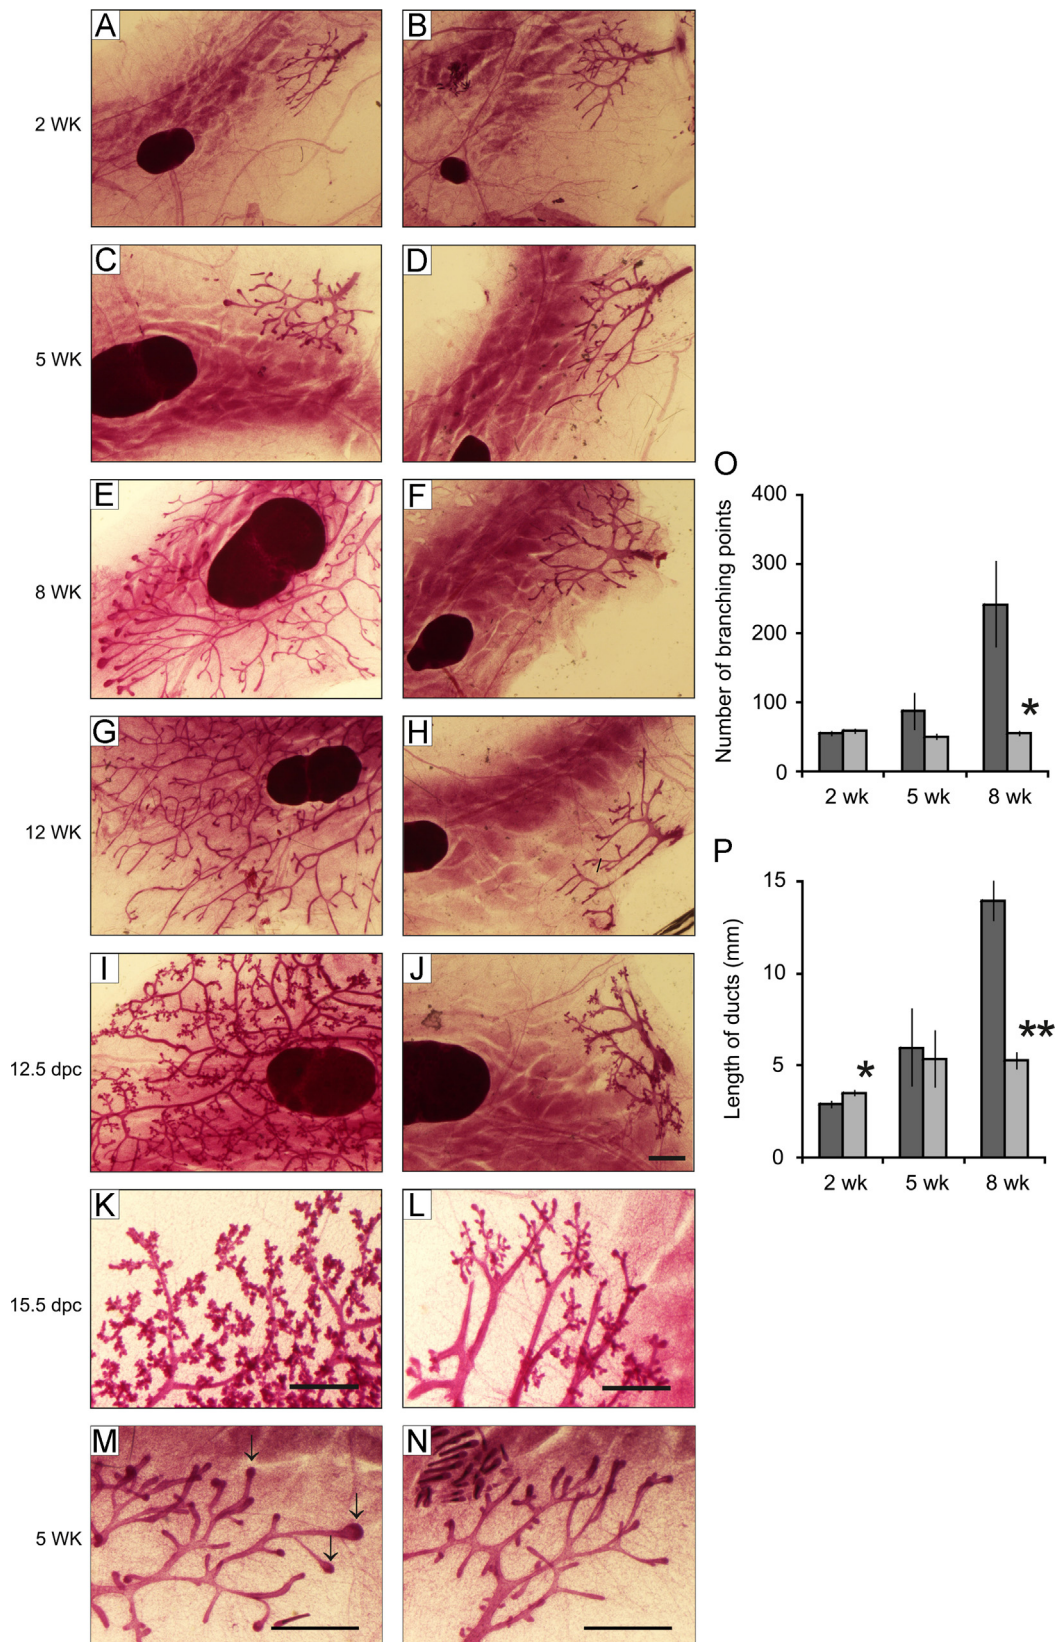 A
B
2 WK
C
D
5 WK
E
F
8 WK
G
H
12 WK
I
J
12.5 dpc
K
L
15.5 dpc
M
N
5 WK
O
Number of branching points
400
300
200
100
0
*
2 wk
5 wk
8 wk
P
Length of ducts (mm)
15
10
5
0
*
**
2 wk
5 wk
8 wk